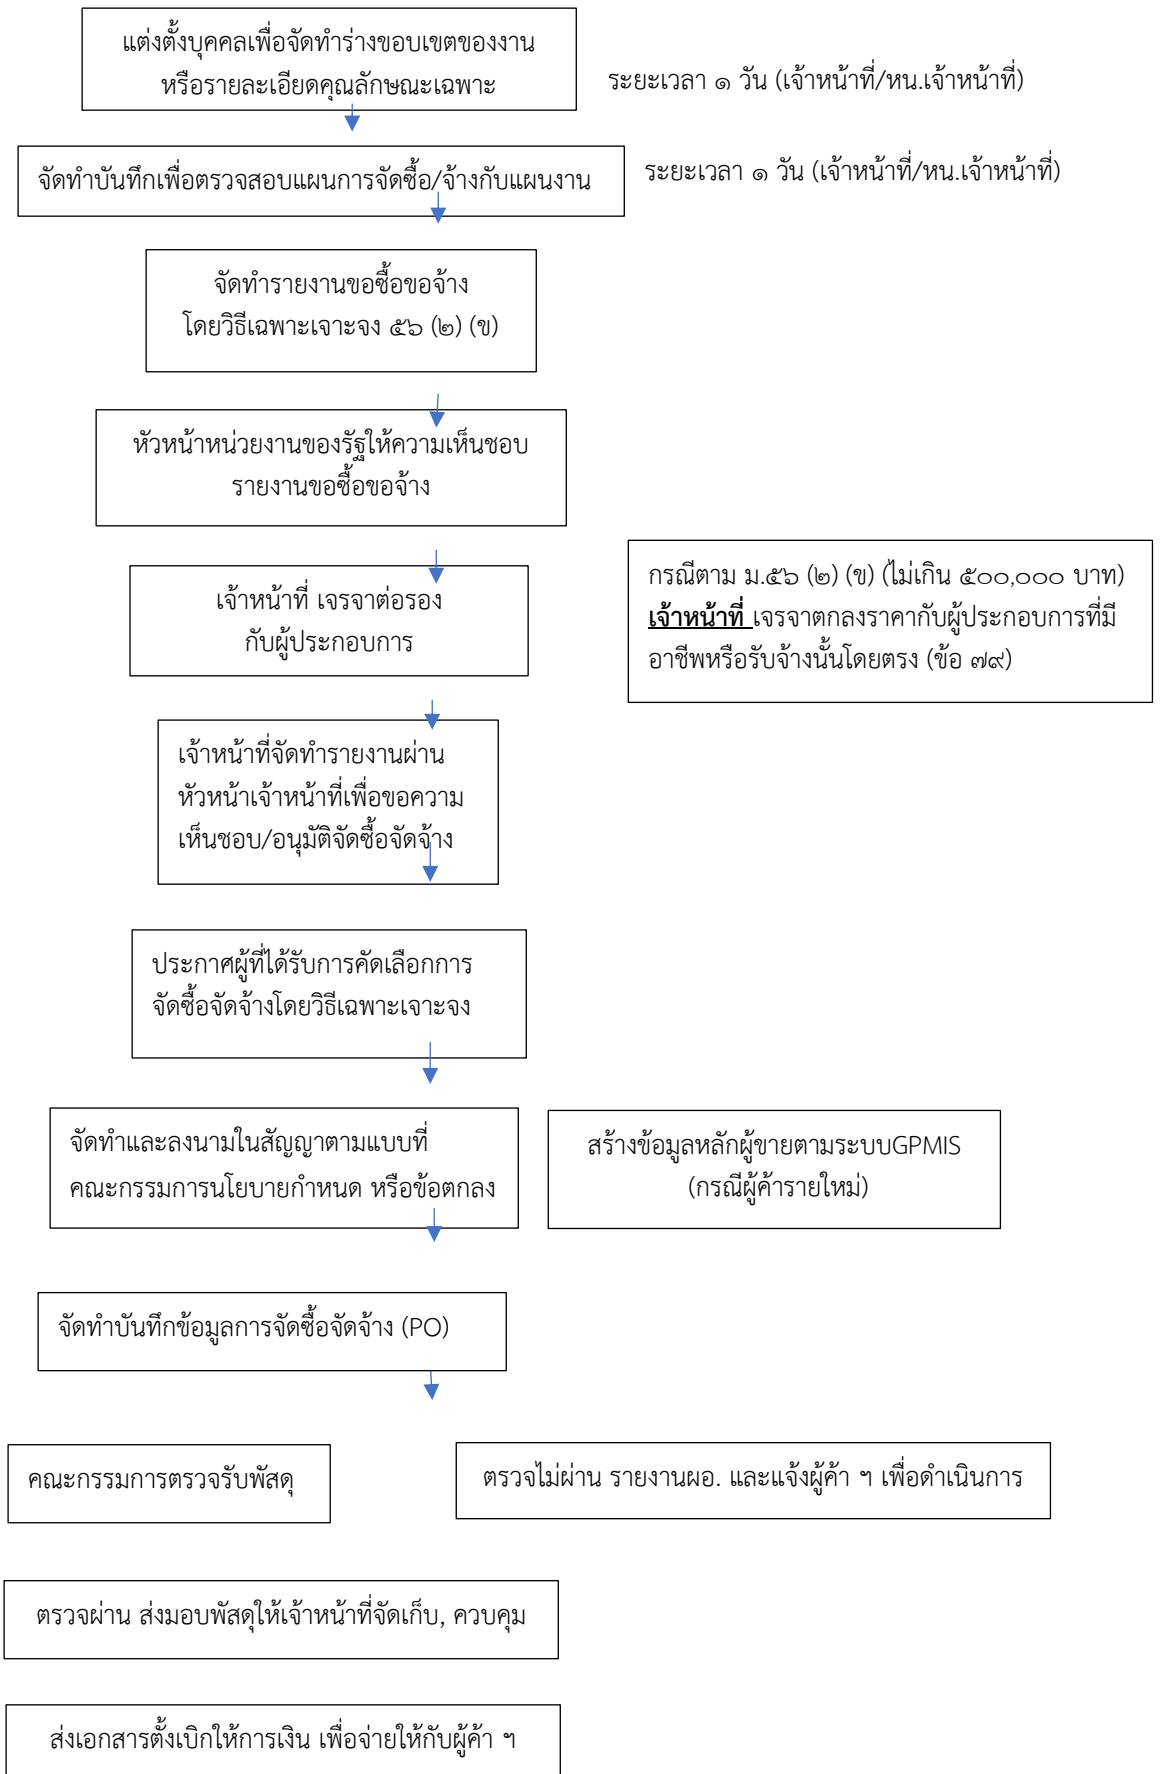 แต่งตั้งบุคคลเพื่อจัดทำร่างขอบเขตของงาน
หรือรายละเอียดคุณลักษณะเฉพาะ
ระยะเวลา ๑ วัน (เจ้าหน้าที่/หน.เจ้าหน้าที่)
จัดทำบันทึกเพื่อตรวจสอบแผนการจัดซื้อ/จ้างกับแผนงาน
ระยะเวลา ๑ วัน (เจ้าหน้าที่/หน.เจ้าหน้าที่)
จัดทำรายงานขอซื้อขอจ้าง
โดยวิธีเฉพาะเจาะจง ๕๖ (๒) (ข)
หัวหน้าหน่วยงานของรัฐให้ความเห็นชอบ
รายงานขอซื้อขอจ้าง
เจ้าหน้าที่ เจรจาต่อรอง
กับผู้ประกอบการ
กรณีตาม ม.๕๖ (๒) (ข) (ไม่เกิน ๕๐๐,๐๐๐ บาท)
เจ้าหน้าที่ เจรจาตกลงราคากับผู้ประกอบการที่มี
อาชีพหรือรับจ้างนั้นโดยตรง (ข้อ ๗๙)
เจ้าหน้าที่จัดทำรายงานผ่าน
หัวหน้าเจ้าหน้าที่เพื่อขอความ
เห็นชอบ/อนุมัติจัดซื้อจัดจ้าง
ประกาศผู้ที่ได้รับการคัดเลือกการ
จัดซื้อจัดจ้างโดยวิธีเฉพาะเจาะจง
จัดทำและลงนามในสัญญาตามแบบที่
คณะกรรมการนโยบายกำหนด หรือข้อตกลง
สร้างข้อมูลหลักผู้ขายตามระบบGPMIS
(กรณีผู้ค้ารายใหม่)
จัดทำบันทึกข้อมูลการจัดซื้อจัดจ้าง (PO)
คณะกรรมการตรวจรับพัสดุ
ตรวจไม่ผ่าน รายงานผอ. และแจ้งผู้ค้า ฯ เพื่อดำเนินการ
ตรวจผ่าน ส่งมอบพัสดุให้เจ้าหน้าที่จัดเก็บ, ควบคุม
ส่งเอกสารตั้งเบิกให้การเงิน เพื่อจ่ายให้กับผู้ค้า ฯ